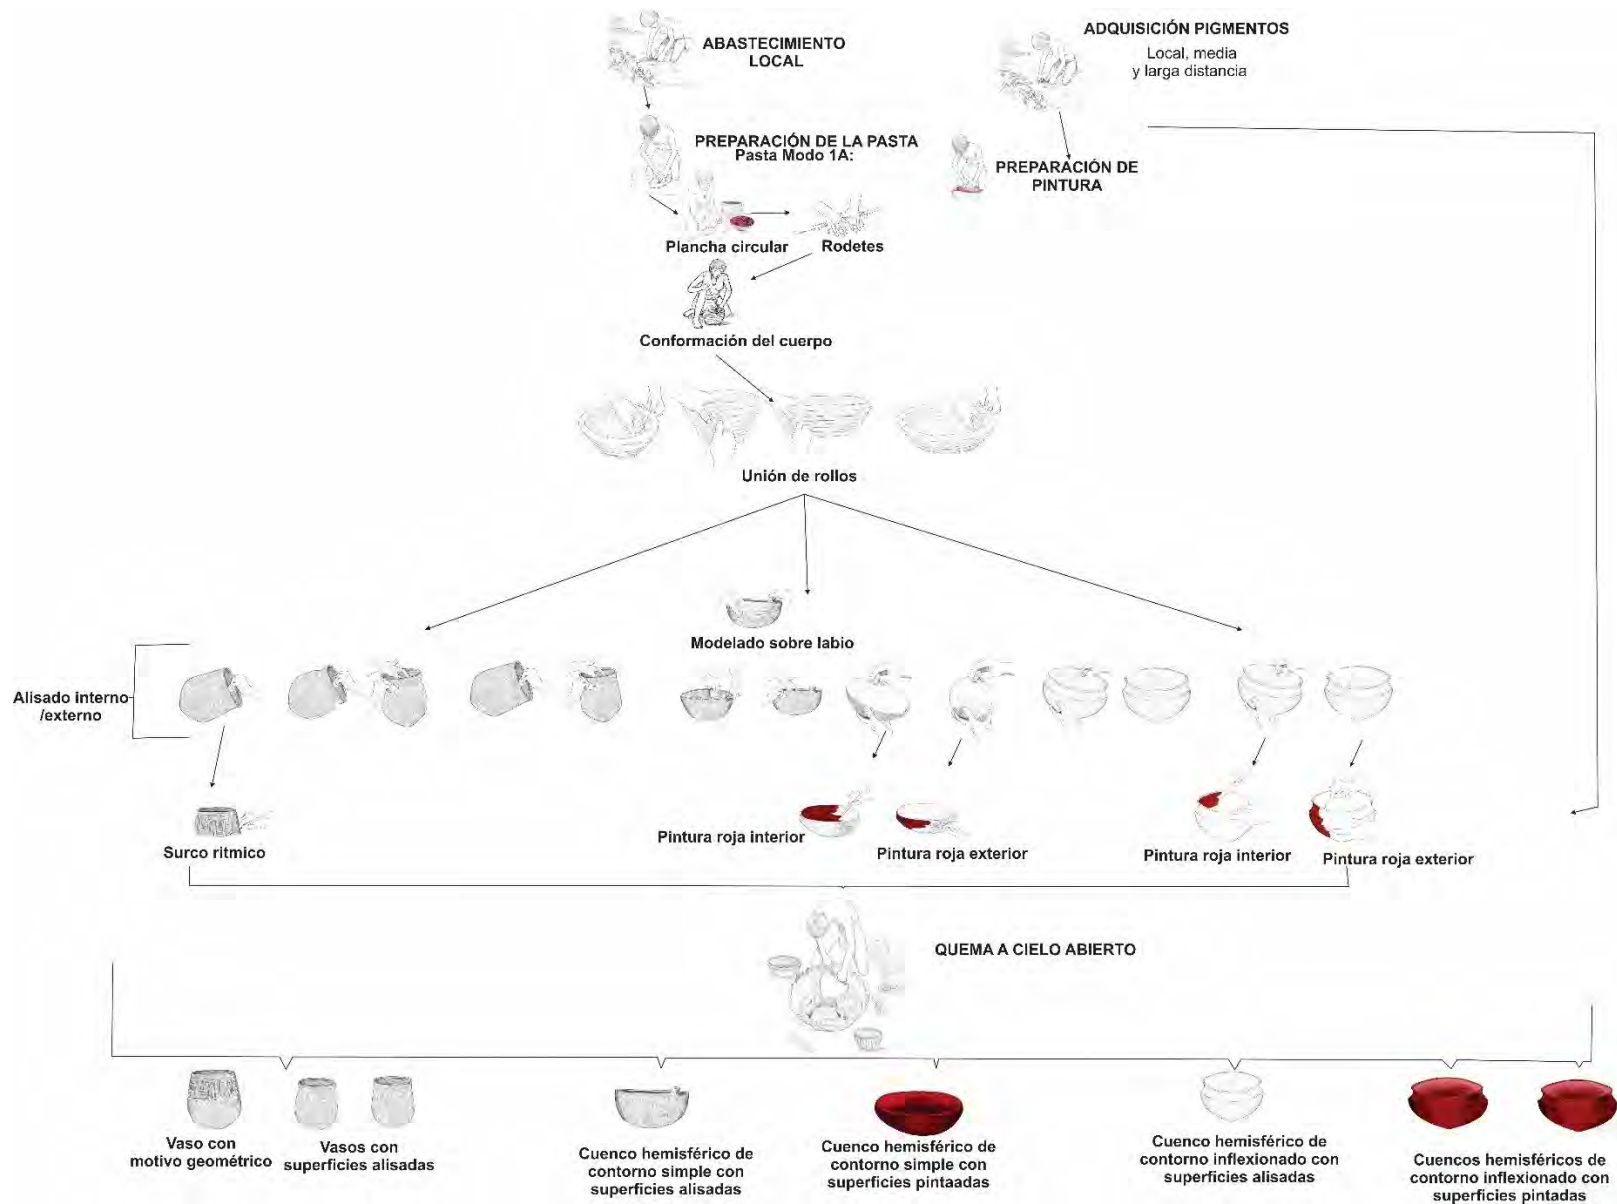 ABASTECIMIENTO
LOCAL
ADQUISICIÓN PIGMENTOS
Local, media
y larga distancia
PREPARACIÓN DE LA PASTA
Pasta Modo 1A:
PREPARACIÓN DE
PINTURA
Plancha circular
Rodetes
Conformación del cuerpo
Unión de rollos
Modelado sobre labio
Alisado interno
/externo
Surco ritmico
Pintura roja interior
Pintura roja exterior
Pintura roja interior
Pintura roja exterior
QUEMA A CIELO ABIERTO
Vaso con
motivo geométrico
Vasos con
superficies alisadas
Cuenco hemisférico de
contorno simple con
superficies alisadas
Cuenco hemisférico de
contorno simple con
superficies pintaadas
Cuenco hemisférico de
contorno inflexionado con
superficies alisadas
Cuencos hemisféricos de
contorno inflexionado con
superficies pintadas